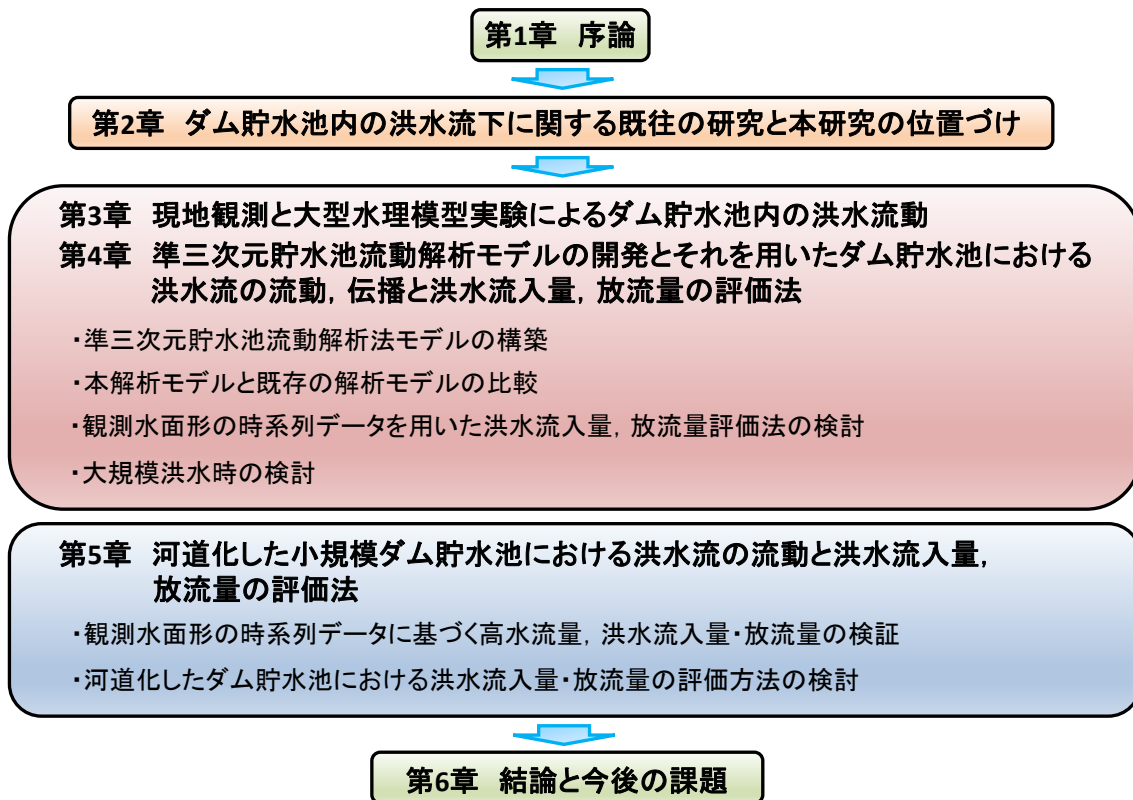 第1章 序論
第2章 ダム貯水池内の洪水流下に関する既往の研究と本研究の位置づけ
第3章 現地観測と大型水理模型実験によるダム貯水池内の洪水流動
第4章 準三次元貯水池流動解析モデルの開発とそれを用いたダム貯水池における
洪水流の流動，伝播と洪水流入量，放流量の評価法
・準三次元貯水池流動解析法モデルの構築
・本解析モデルと既存の解析モデルの比較
・観測水面形の時系列データを用いた洪水流入量，放流量評価法の検討
・大規模洪水時の検討
第5章 河道化した小規模ダム貯水池における洪水流の流動と洪水流入量，
放流量の評価法
・観測水面形の時系列データに基づく高水流量，洪水流入量・放流量の検証
・河道化したダム貯水池における洪水流入量・放流量の評価方法の検討
第6章 結論と今後の課題